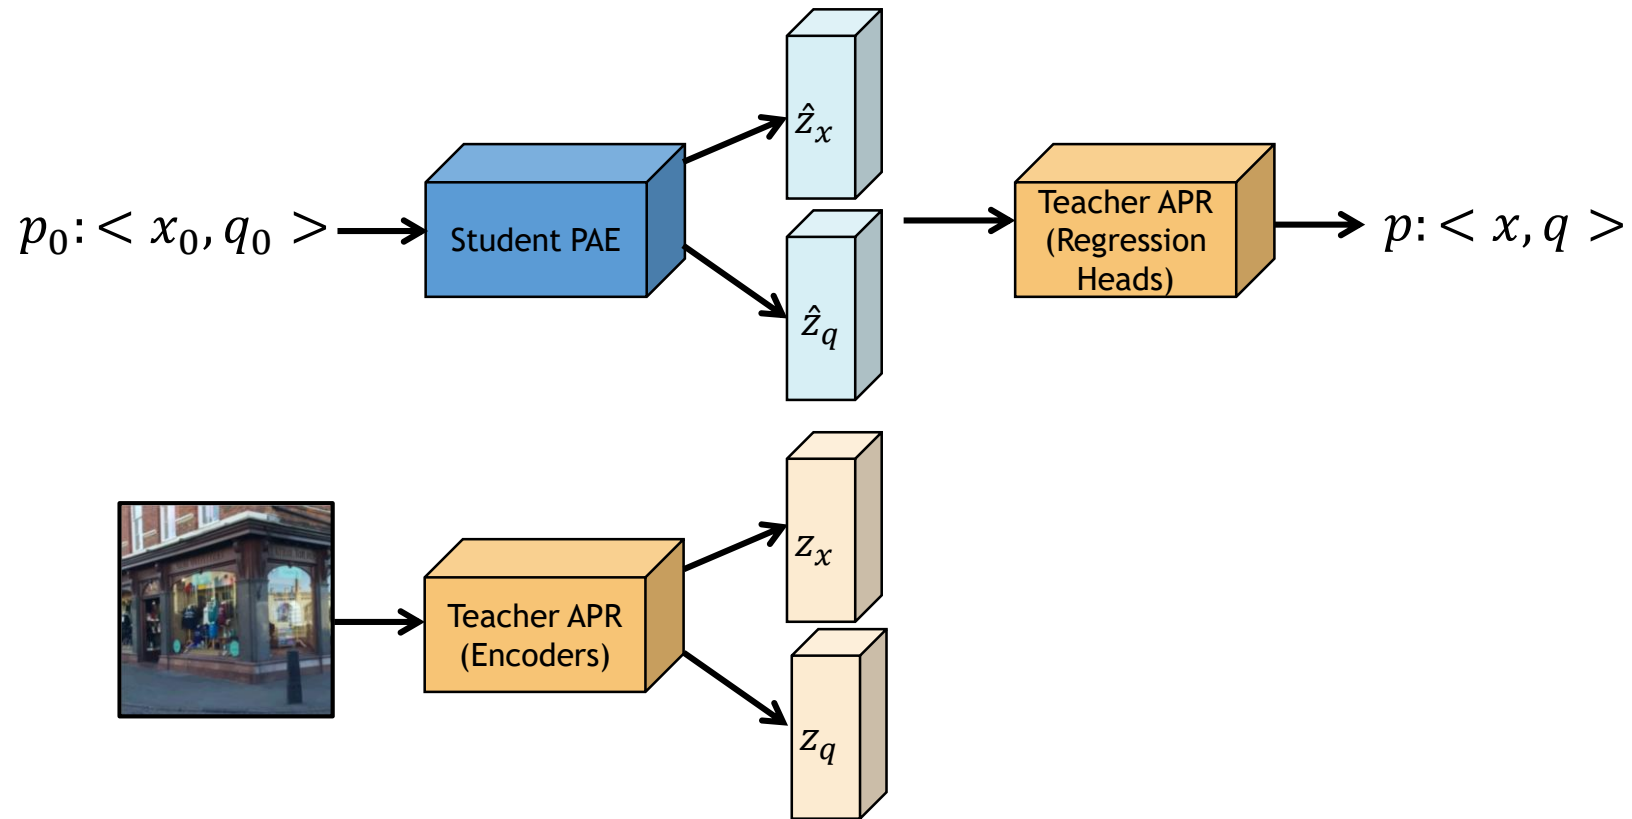 p₀: < x₀, q₀ >
Student PAE
ẑₓ
ẑ_q
Teacher APR
(Regression
Heads)
p: < x, q >
Teacher APR
(Encoders)
zₓ
z_q